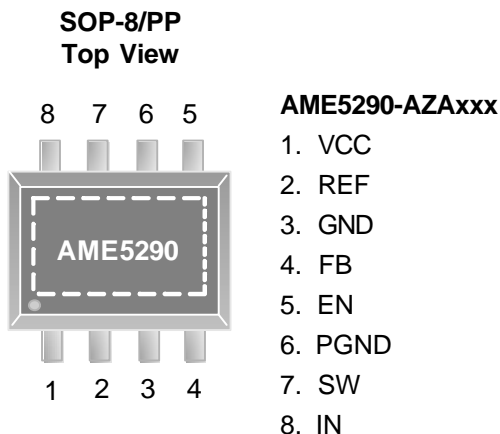 SOP-8/PP
Top View
8 7 6 5
AME5290
1 2 3 4
AME5290-AZAxxx
1. VCC
2. REF
3. GND
4. FB
5. EN
6. PGND
7. SW
8. IN